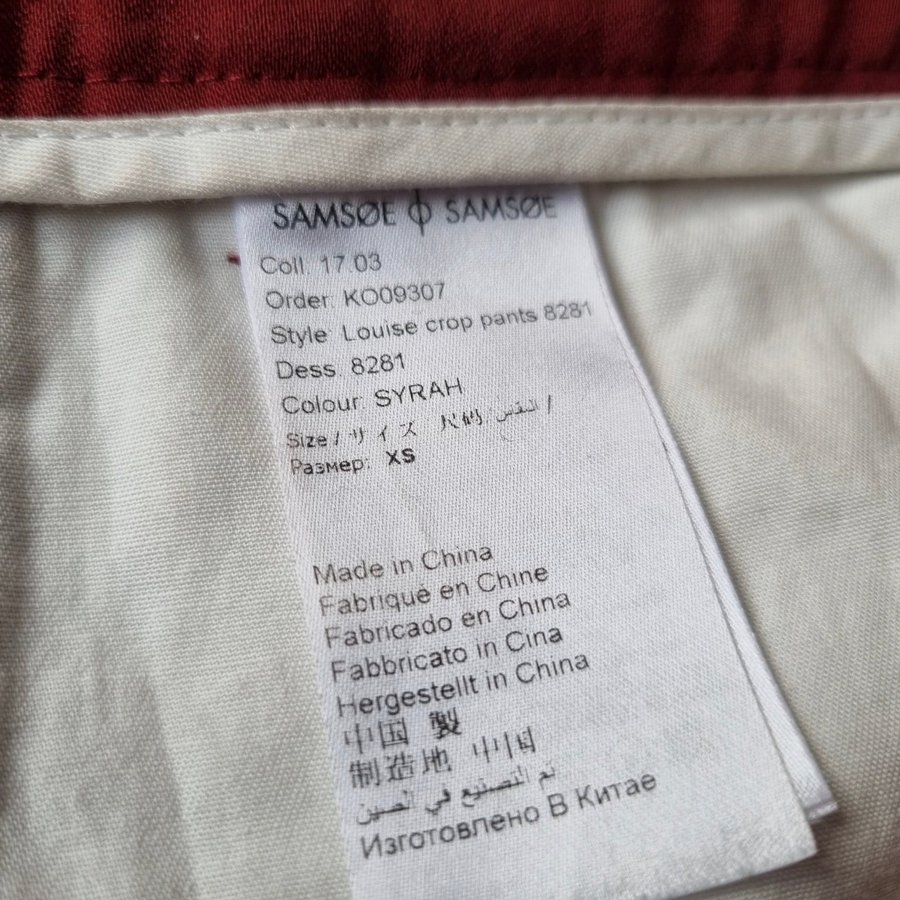 SAMSØE ϕ SAMSØE
Coll. 17.03
Order: KO09307
Style: Louise crop pants 8281
Dess. 8281
Colour: SYRAH
Size / サイズ 尺码 /
Размер: XS
Made in China
Fabriqué en Chine
Fabricado en China
Fabbricato in Cina
Hergestellt in China
中国 製
制造地 中国
تم التصنيع في الصين
Изготовлено В Китае